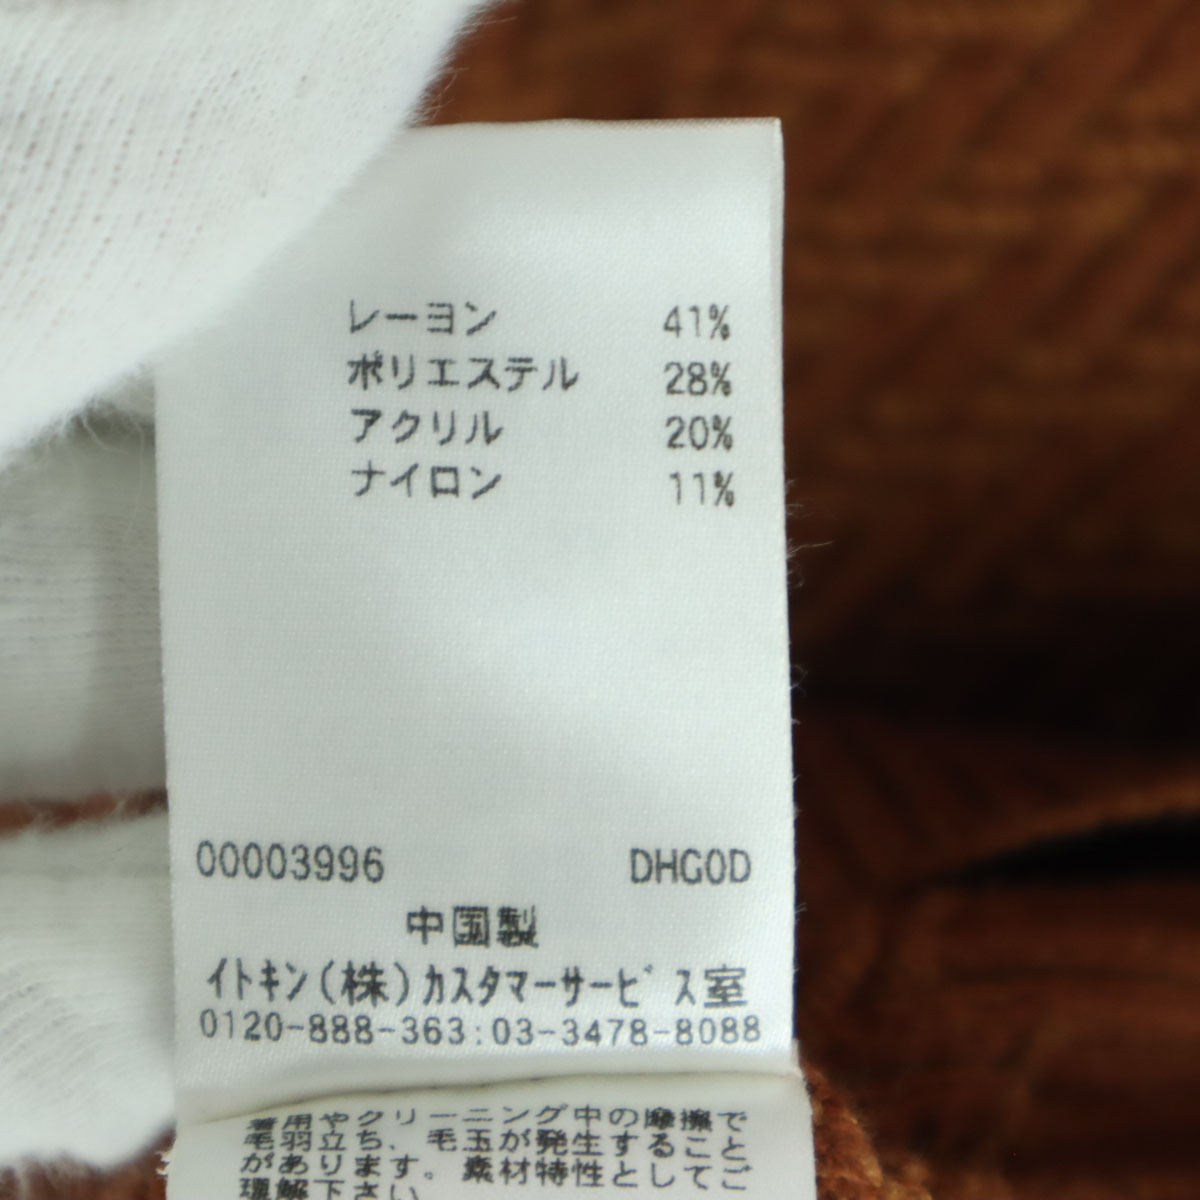 レーヨン 41%
ポリエステル 28%
アクリル 20%
ナイロン 11%
00003996 DHG0D
中国製
イトキン(株)カスタマーサービス室
0120-888-363:03-3478-8088
着用やクリーニング中の摩擦で
毛羽立ち、毛玉が発生すること
があります。素材特性としてご
理解下さい。